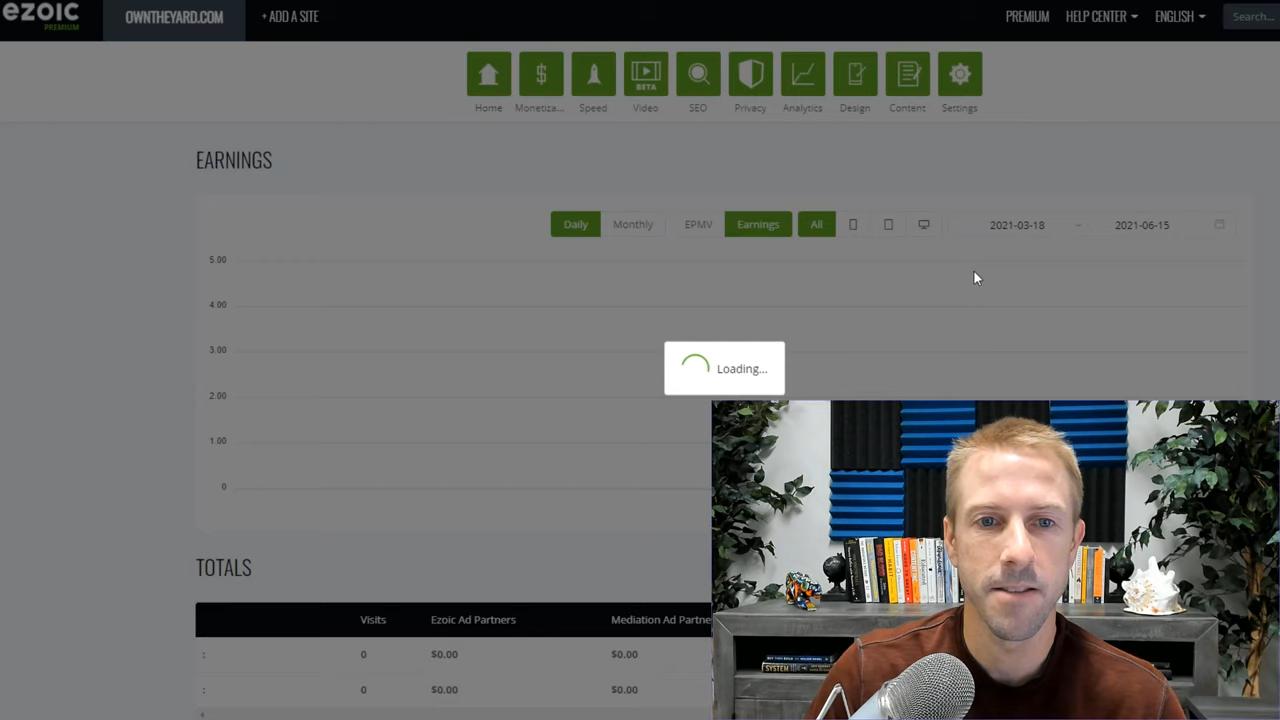 ezoic OWNTHEYARD.COM + ADD A SITE PREMIUM HELP CENTER ENGLISH Search...
PREMIUM
BETA
Home Monetiza... Speed Video SEO Privacy Analytics Design Content Settings
EARNINGS
Daily Monthly EPMV Earnings All 2021-03-18 ~ 2021-06-15
5.00
4.00
3.00
Loading...
2.00
1.00
0
TOTALS
Visits Ezoic Ad Partners Mediation Ad Partne
: 0 $0.00 $0.00
: 0 $0.00 $0.00
SYSTEM